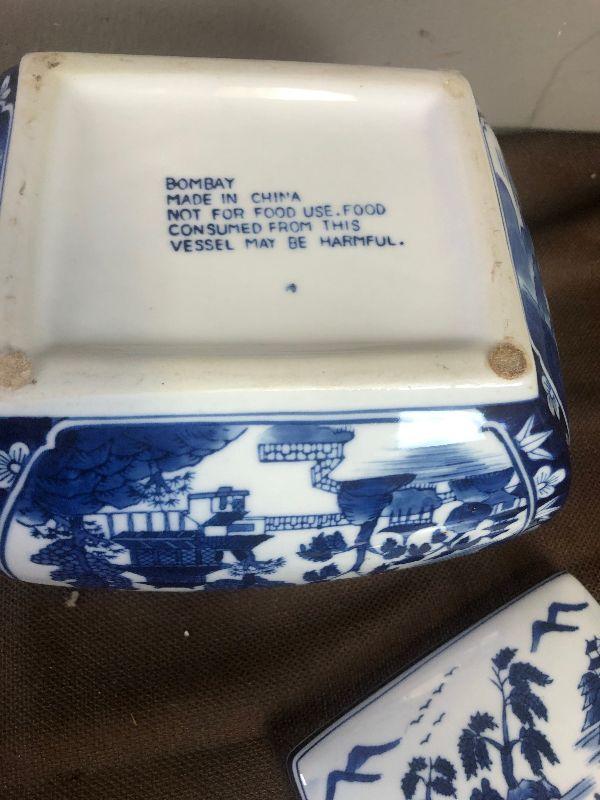 BOMBAY
MADE IN CHINA
NOT FOR FOOD USE.FOOD
CONSUMED FROM THIS
VESSEL MAY BE HARMFUL.